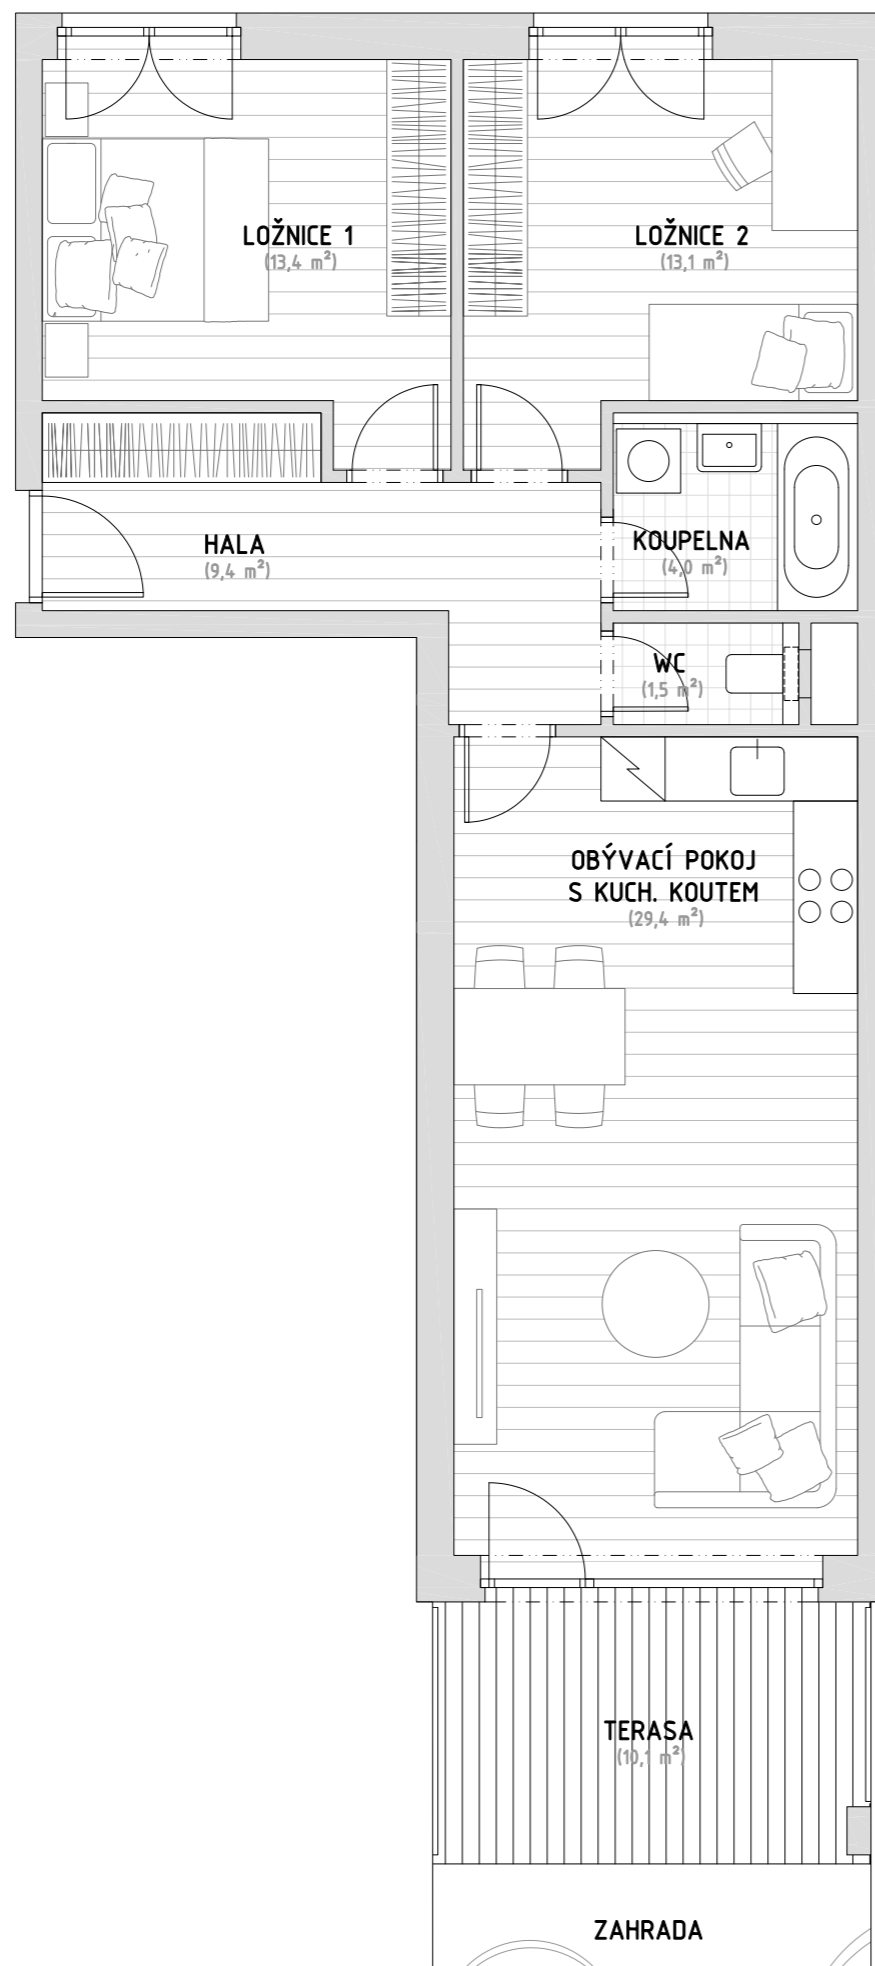 LOŽNICE 1
(13,4 m²)
LOŽNICE 2
(13,1 m²)
HALA
(9,4 m²)
KOUPELNA
(4,0 m²)
WC
(1,5 m²)
OBÝVACÍ POKOJ
S KUCH. KOUTEM
(29,4 m²)
TERASA
(10,1 m²)
ZAHRADA